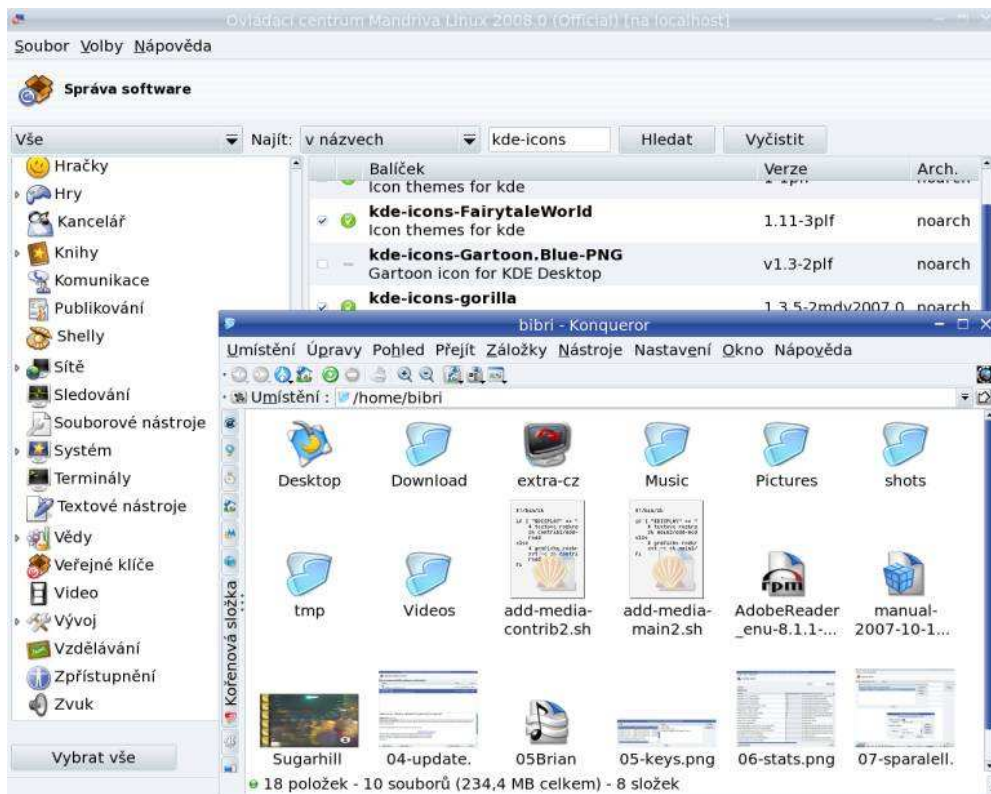 Ovládací centrum Mandriva Linux 2008.0 (Official) [na localhost]
Soubor Volby Nápověda
Správa software
Vše
Najít: v názvech kde-icons Hledat Vyčistit
Hračky
Hry
Kancelář
Knihy
Komunikace
Publikování
Shelly
Sítě
Sledování
Souborové nástroje
Systém
Terminály
Textové nástroje
Vědy
Veřejné klíče
Video
Vývoj
Vzdělávání
Zpřístupnění
Zvuk
Vybrat vše
Balíček Verze Arch.
Icon themes for kde
kde-icons-FairytaleWorld 1.11-3plf noarch
Icon themes for kde
kde-icons-Gartoon.Blue-PNG v1.3-2plf noarch
Gartoon icon for KDE Desktop
kde-icons-gorilla 1.3.5-2mdv2007.0 noarch
bibri - Konqueror
Umístění Úpravy Pohled Přejít Záložky Nástroje Nastavení Okno Nápověda
Umístění : /home/bibri
Kořenová složka
Desktop Download extra-cz Music Pictures shots
rpm
tmp Videos add-media-contrib2.sh add-media-main2.sh AdobeReader_enu-8.1.1-... manual-2007-10-1...
Sugarhill 04-update. 05Brian 05-keys.png 06-stats.png 07-sparalell.
18 položek - 10 souborů (234,4 MB celkem) - 8 složek